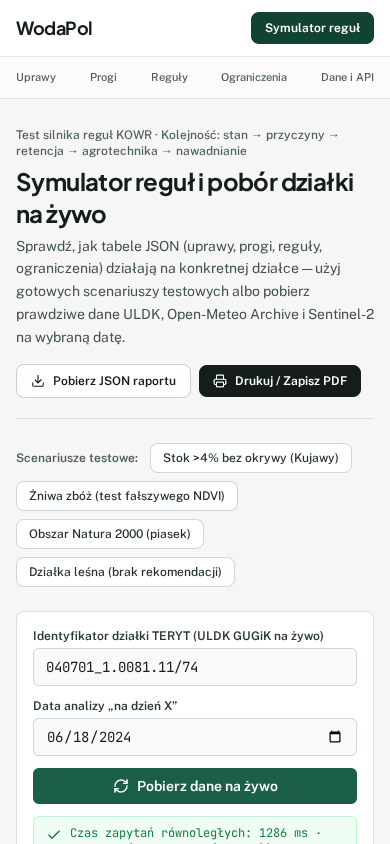 WodaPol
Symulator reguł
Uprawy
Progi
Reguły
Ograniczenia
Dane i API
Test silnika reguł KOWR · Kolejność: stan → przyczyny →
retencja → agrotechnika → nawadnianie
Symulator reguł i pobór działki
na żywo
Sprawdź, jak tabele JSON (uprawy, progi, reguły,
ograniczenia) działają na konkretnej działce — użyj
gotowych scenariuszy testowych albo pobierz
prawdziwe dane ULDK, Open-Meteo Archive i Sentinel-2
na wybraną datę.
Pobierz JSON raportu
Drukuj / Zapisz PDF
Scenariusze testowe:
Stok >4% bez okrywy (Kujawy)
Żniwa zbóż (test fałszywego NDVI)
Obszar Natura 2000 (piasek)
Działka leśna (brak rekomendacji)
Identyfikator działki TERYT (ULDK GUGiK na żywo)
040701_1.0081.11/74
Data analizy „na dzień X”
06/18/2024
Pobierz dane na żywo
Czas zapytań równoległych: 1286 ms ·